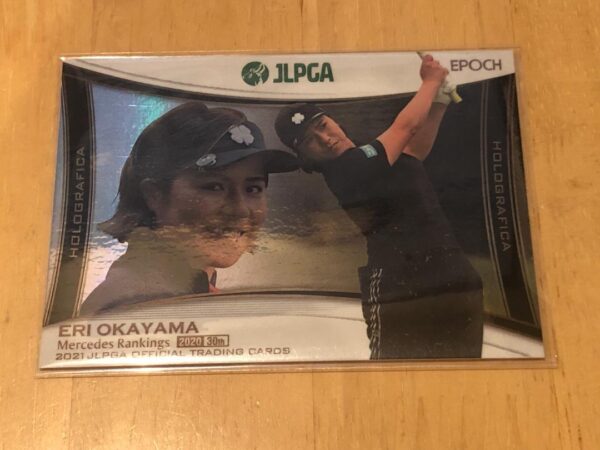 JLPGA
EPOCH
HOLOGRAFICA
HOLOGRAFICA
ERI OKAYAMA
Mercedes Rankings 2020 30th
2021 JLPGA OFFICIAL TRADING CARDS